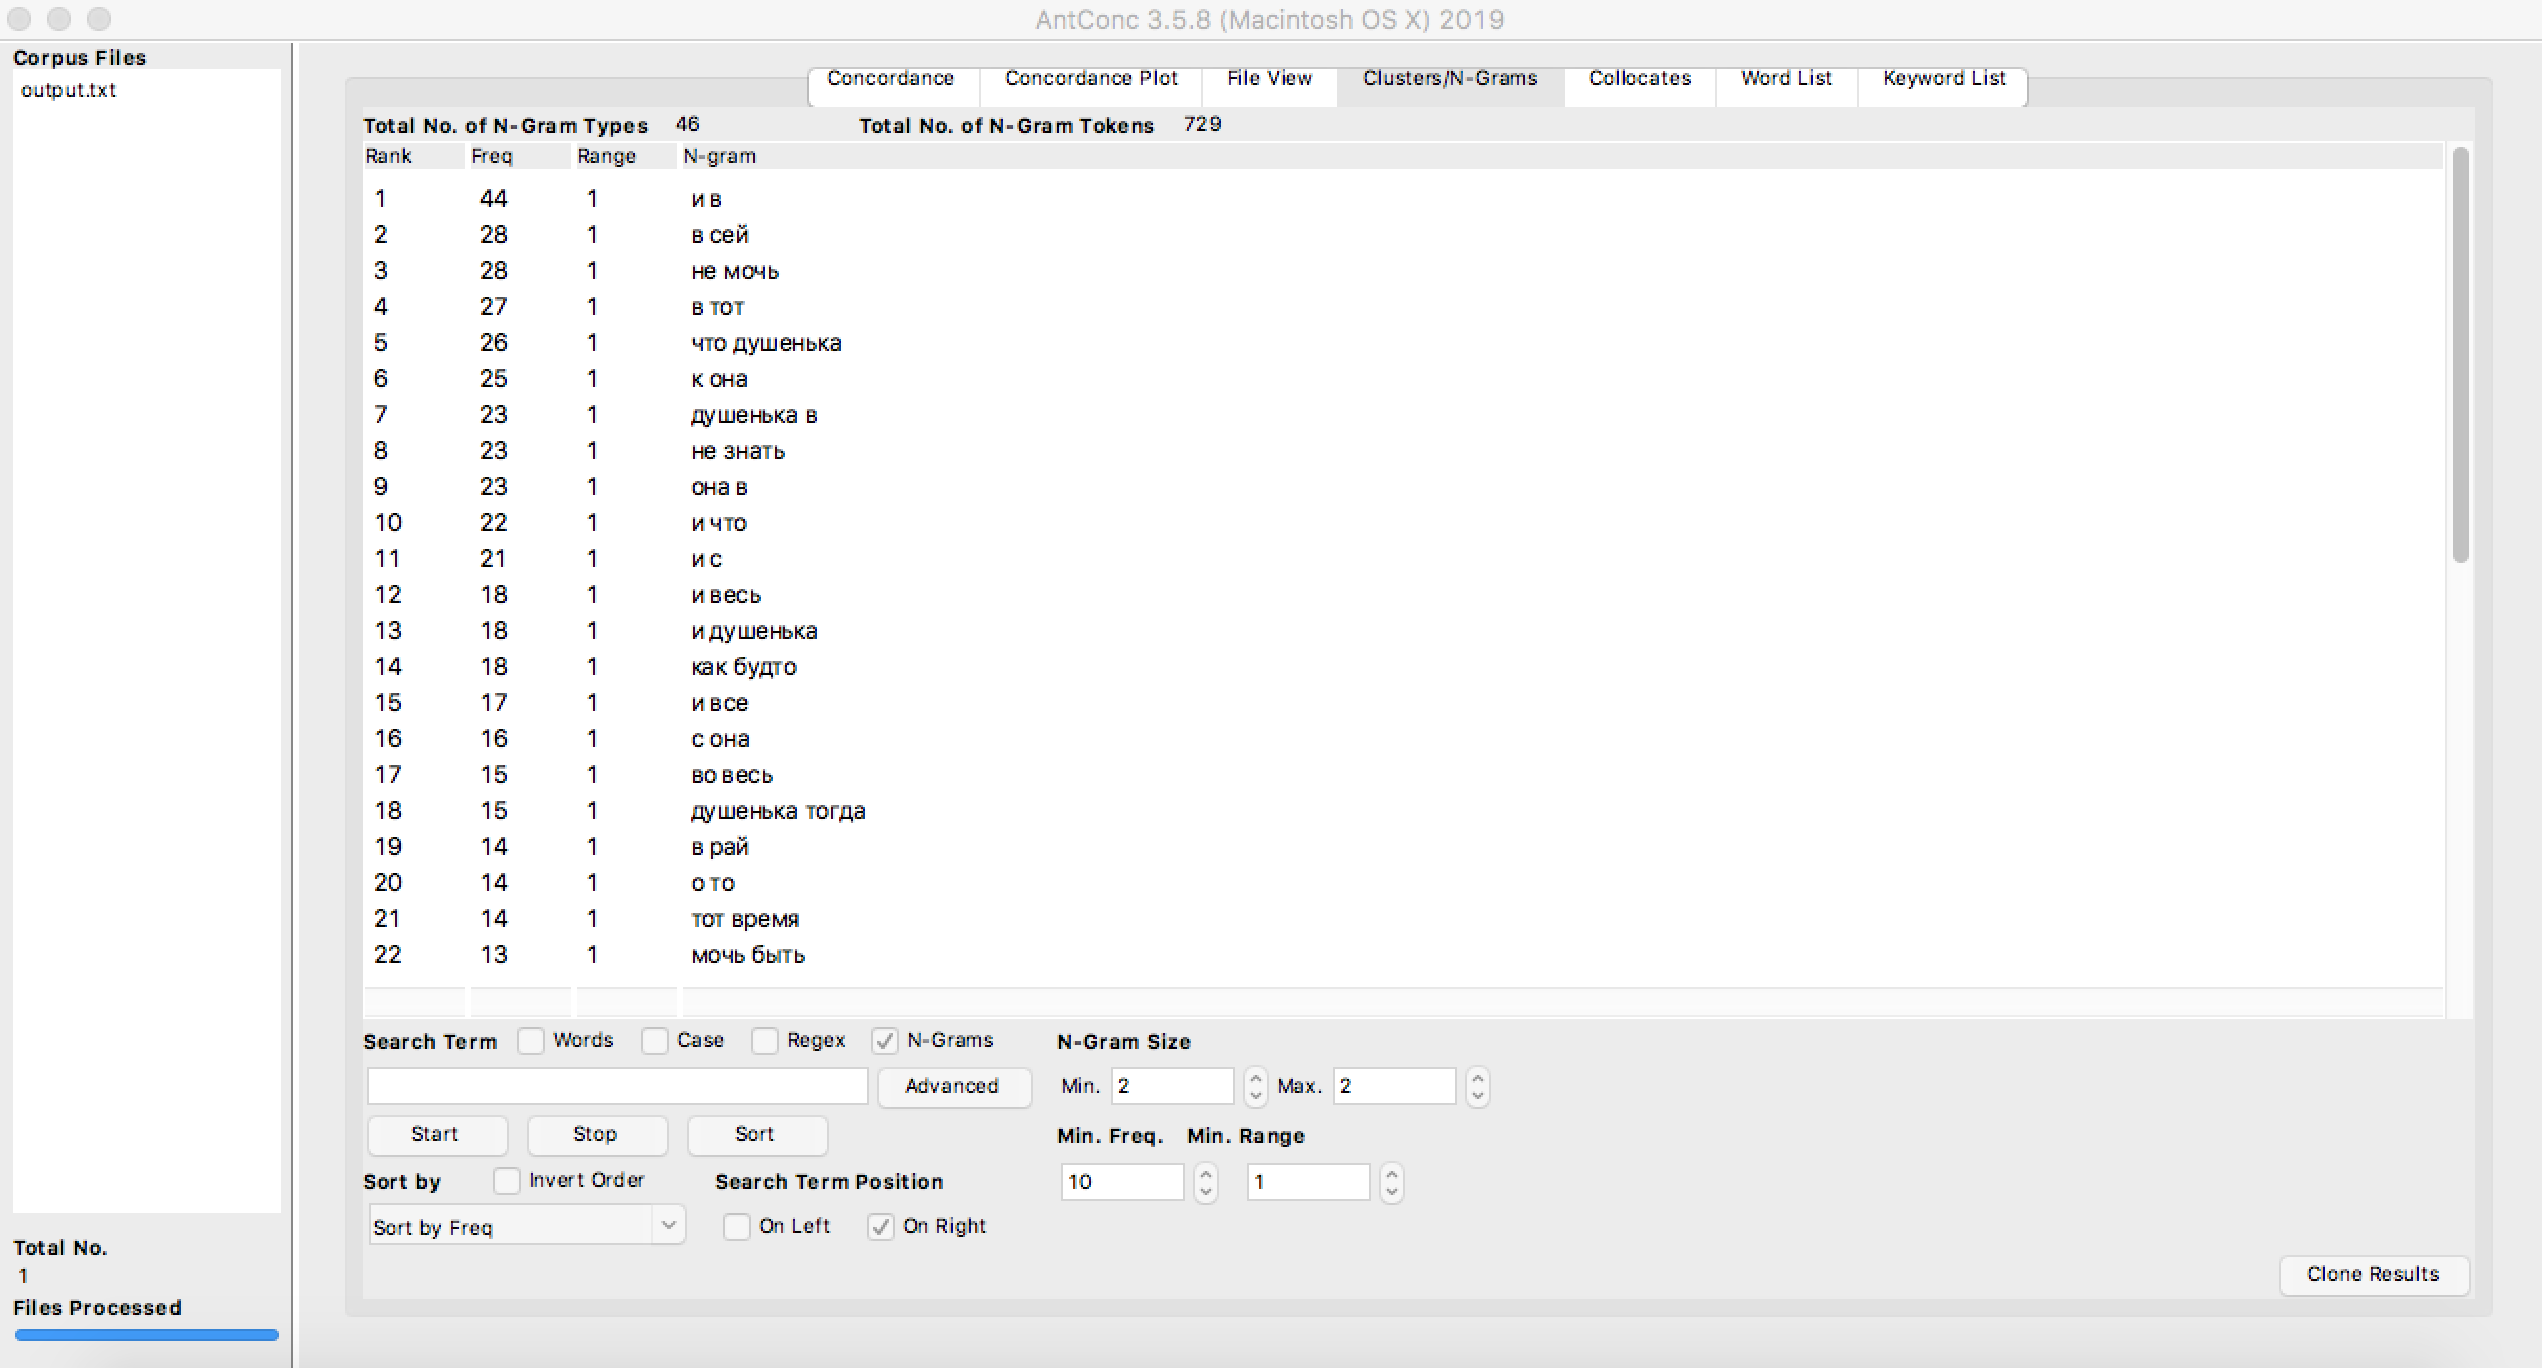 AntConc 3.5.8 (Macintosh OS X) 2019
Corpus Files
output.txt
Concordance Concordance Plot File View Clusters/N-Grams Collocates Word List Keyword List
Total No. of N-Gram Types 46 Total No. of N-Gram Tokens 729
Rank Freq Range N-gram
1 44 1 и в
2 28 1 в сей
3 28 1 не мочь
4 27 1 в тот
5 26 1 что душенька
6 25 1 к она
7 23 1 душенька в
8 23 1 не знать
9 23 1 она в
10 22 1 и что
11 21 1 и с
12 18 1 и весь
13 18 1 и душенька
14 18 1 как будто
15 17 1 и все
16 16 1 с она
17 15 1 во весь
18 15 1 душенька тогда
19 14 1 в рай
20 14 1 о то
21 14 1 тот время
22 13 1 мочь быть
Search Term Words Case Regex N-Grams N-Gram Size
Advanced Min. 2 Max. 2
Start Stop Sort Min. Freq. Min. Range
Sort by Invert Order Search Term Position 10 1
Sort by Freq On Left On Right
Total No.
1
Files Processed
Clone Results